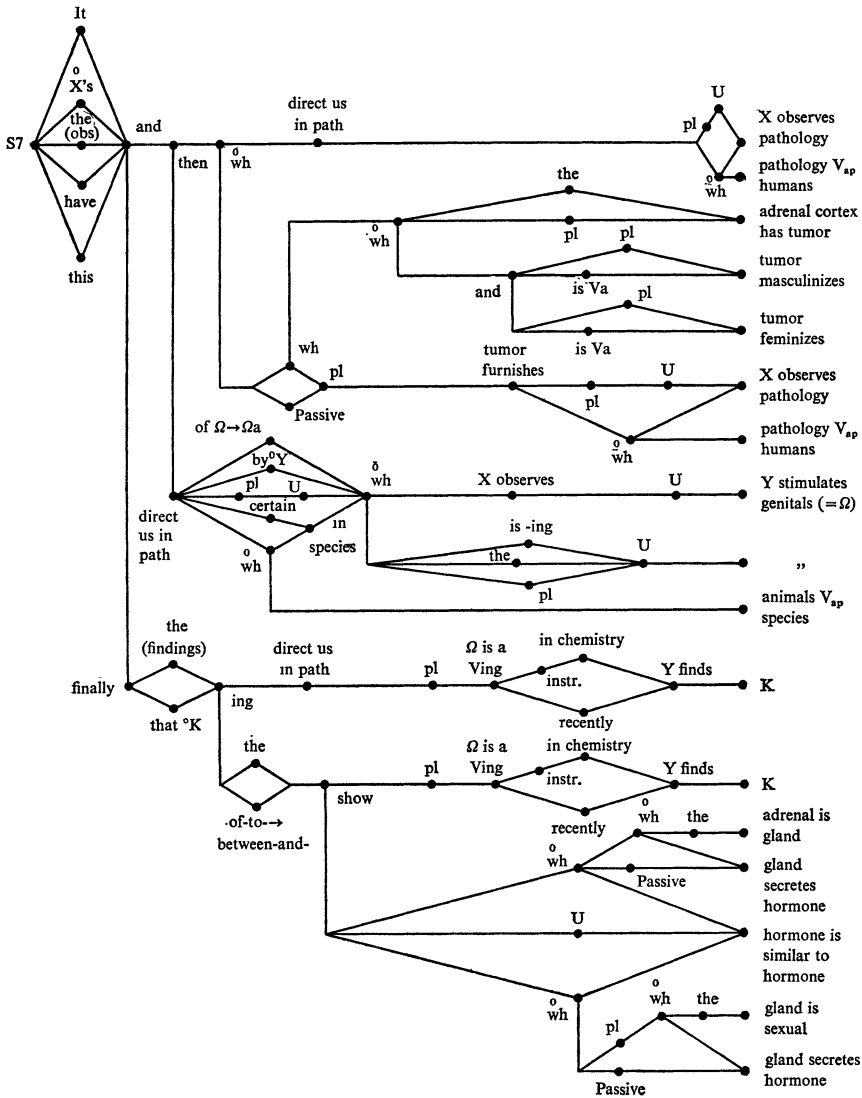 It
o
X's
the
(obs)
S7
and
have
this
then
o
wh
direct us
in path
U
pl
X observes
pathology
o
wh
pathology Vap
humans
the
o
wh
pl
adrenal cortex
has tumor
pl
and
is Va
tumor
masculinizes
pl
is Va
tumor
feminizes
wh
pl
Passive
tumor
furnishes
pl
U
X observes
pathology
o
wh
pathology Vap
humans
of Ω→Ωa
by°Y
pl
U
certain
in
species
direct
us in
path
o
wh
o
wh
X observes
U
Y stimulates
genitals (=Ω)
is -ing
the
pl
U
„
animals Vap
species
finally
the
(findings)
that °K
ing
direct us
in path
pl
Ω is a
Ving
in chemistry
instr.
recently
Y finds
K
the
·of-to-→
between-and-
show
pl
Ω is a
Ving
in chemistry
instr.
recently
Y finds
K
o
wh
o
wh
the
adrenal is
gland
Passive
gland
secretes
hormone
U
hormone is
similar to
hormone
o
wh
o
wh
the
gland is
sexual
pl
Passive
gland secretes
hormone